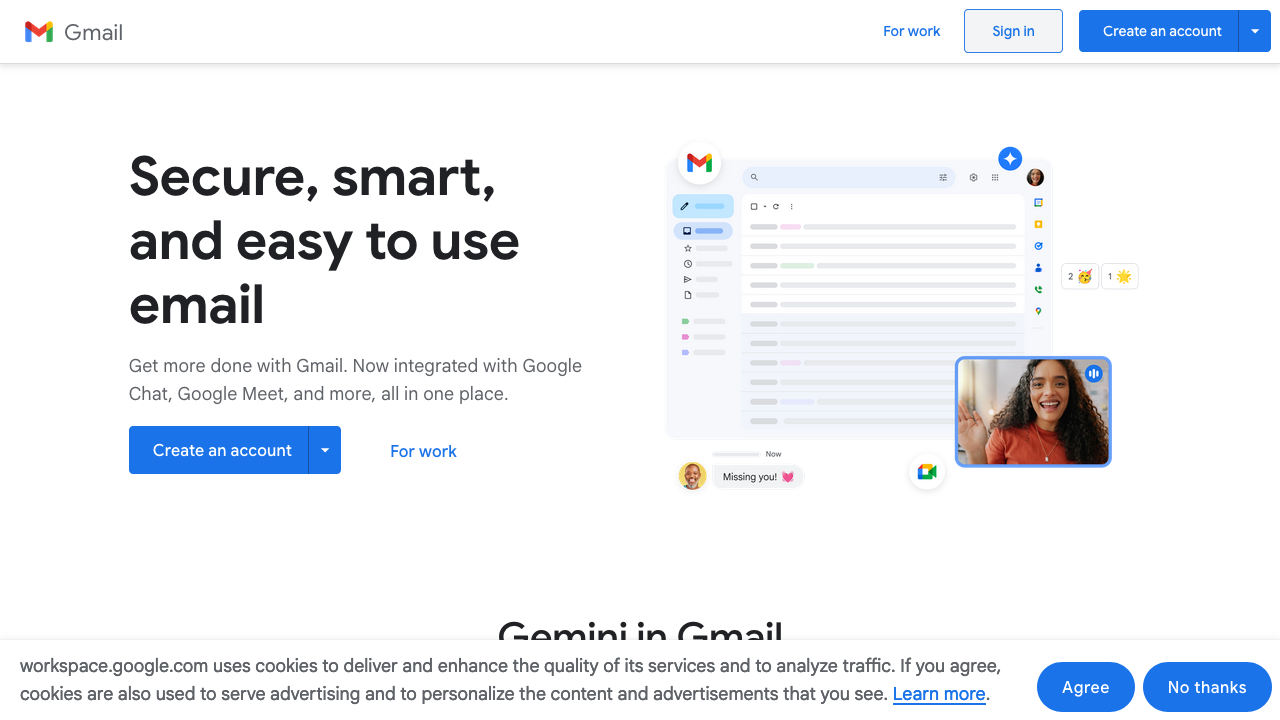 Gmail
For work
Sign in
Create an account
Secure, smart,
and easy to use
email
Get more done with Gmail. Now integrated with Google
Chat, Google Meet, and more, all in one place.
Create an account
For work
2 🥳 1 🌟
Now
Missing you! 💓
Gemini in Gmail
workspace.google.com uses cookies to deliver and enhance the quality of its services and to analyze traffic. If you agree,
cookies are also used to serve advertising and to personalize the content and advertisements that you see. Learn more.
Agree
No thanks